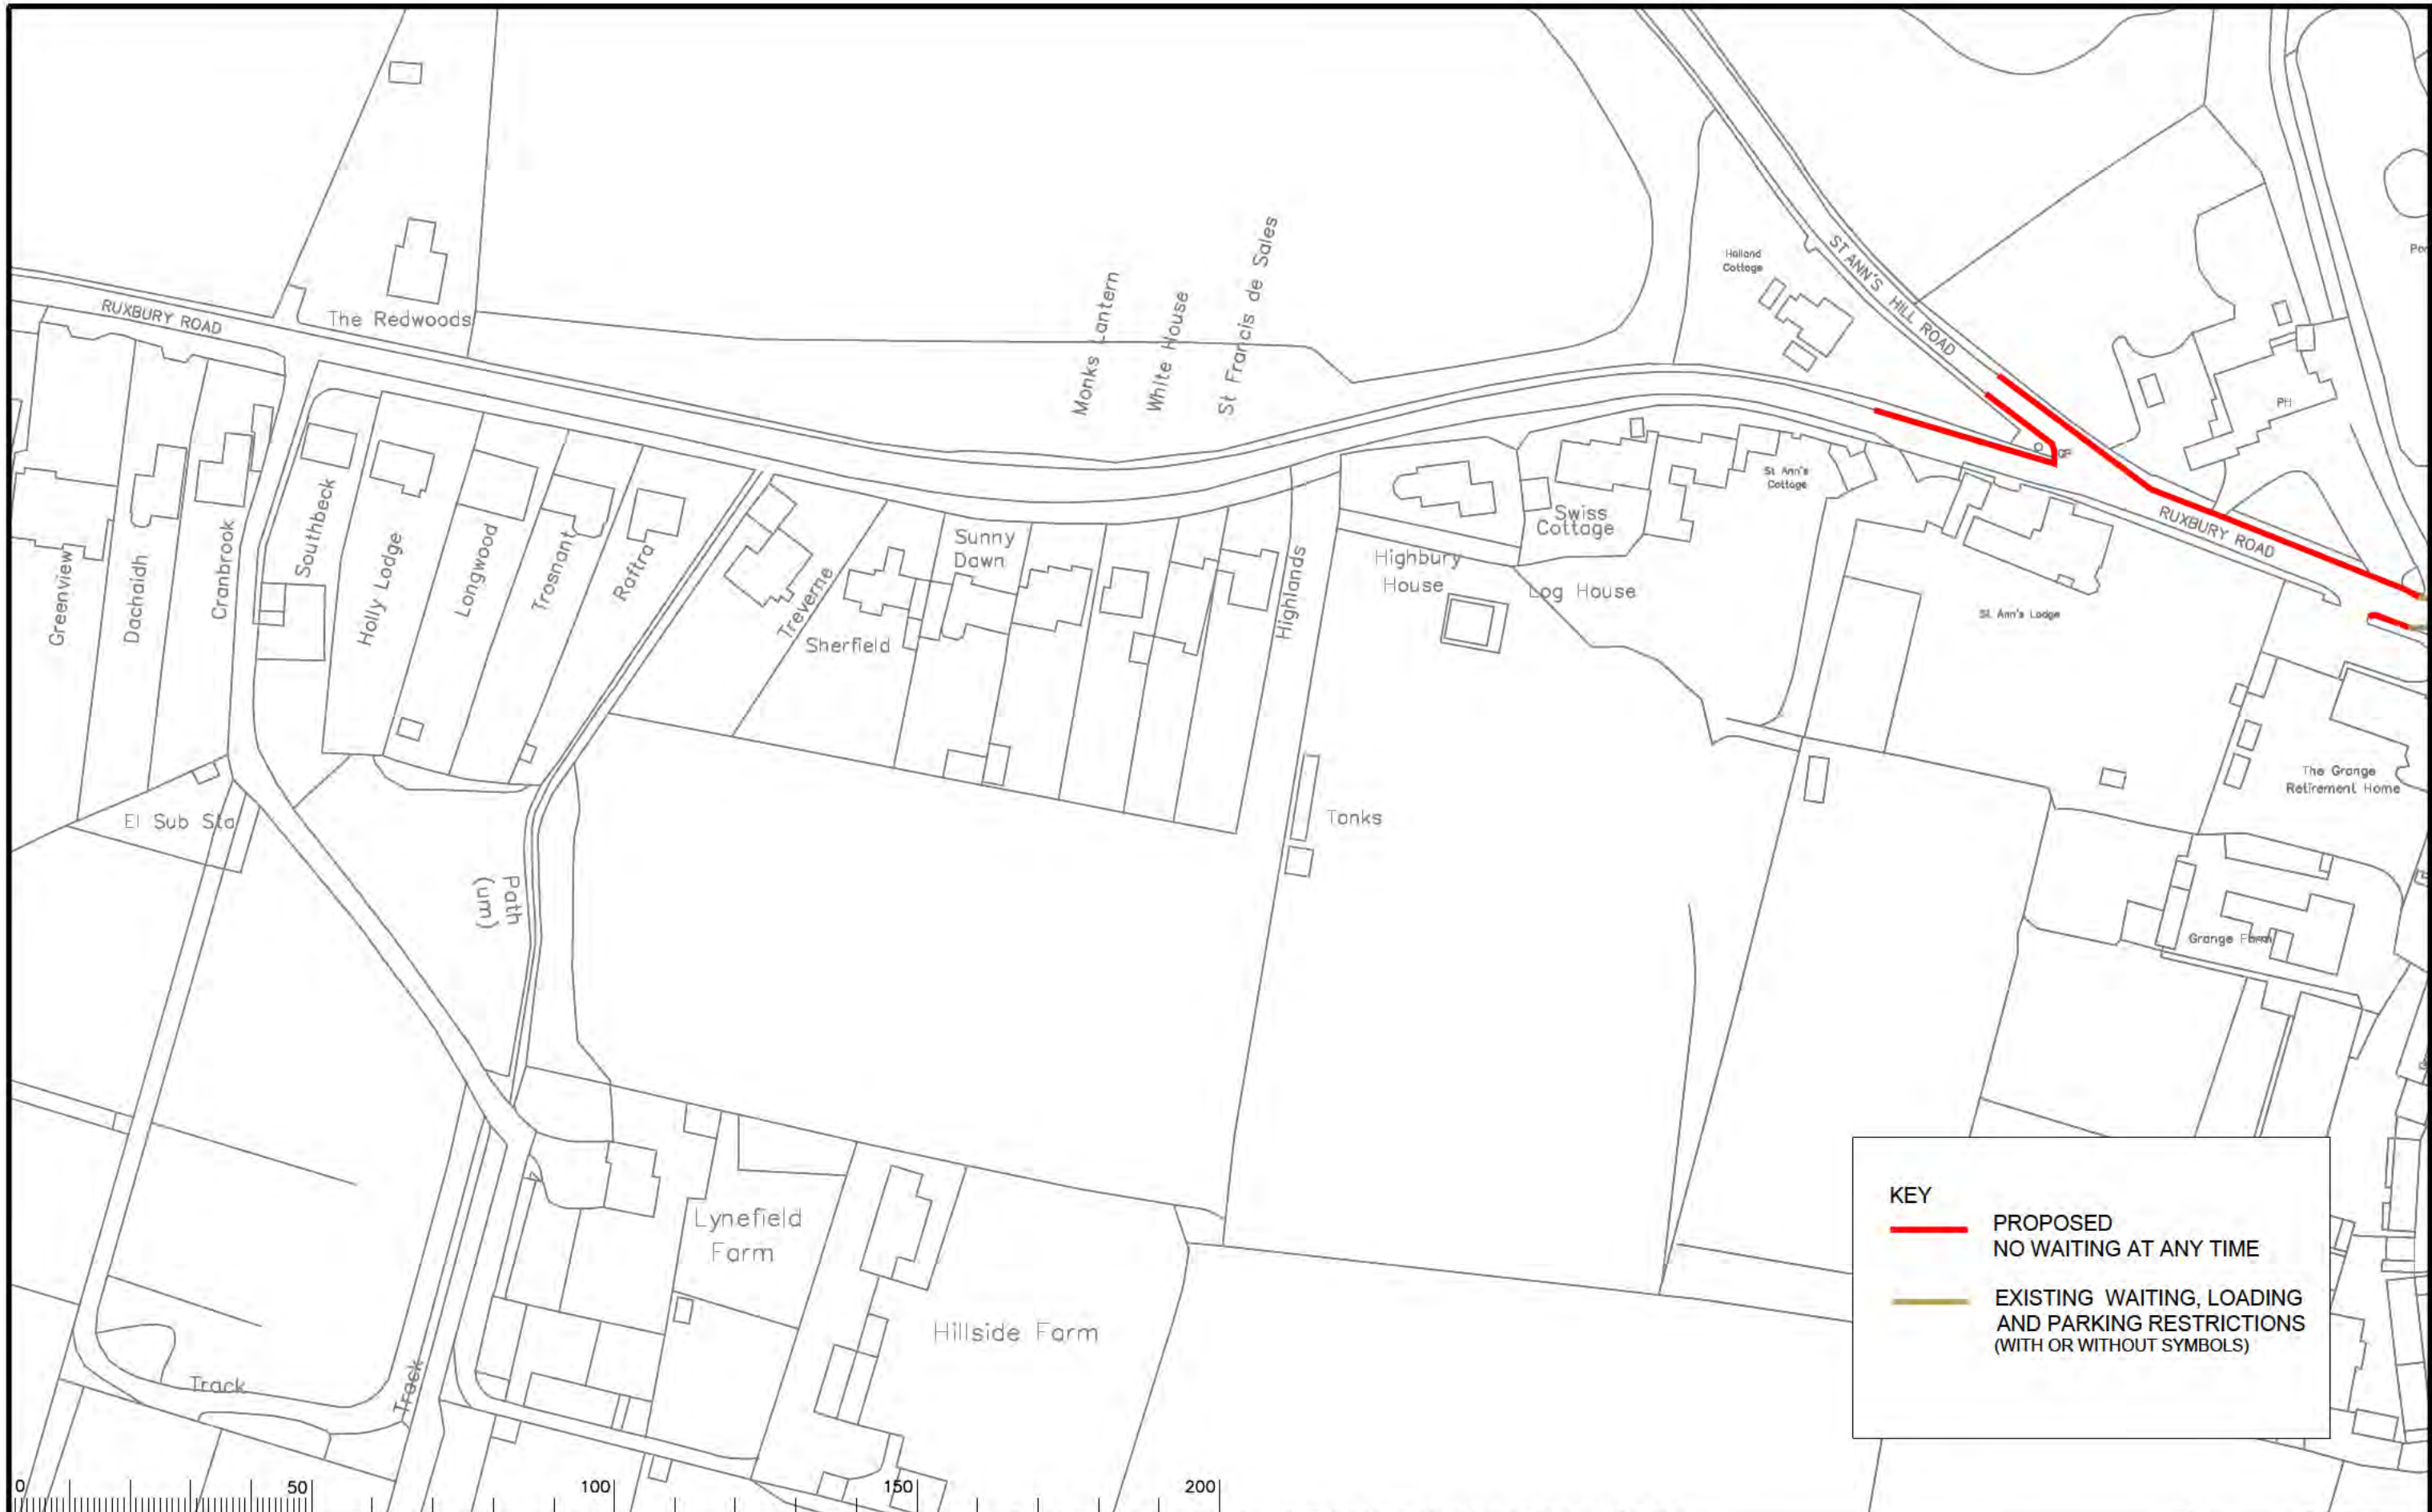 RUXBURY ROAD
The Redwoods
Monks Lantern
White House
St Francis de Sales
Holland
Cottage
ST ANN'S HILL ROAD
PH
GP
RUXBURY ROAD
St Ann's
Cottage
Swiss
Cottage
Highbury
House
Log House
St Ann's Lodge
Greenview
Dachaidh
Cranbrook
Southbeck
Holly Lodge
Longwood
Trosnant
Raftra
Treverne
Sherfield
Sunny
Dawn
Highlands
The Grange
Retirement Home
El Sub Sta
Tanks
Path
(um)
Grange Farm
Lynefield
Farm
Hillside Farm
Track
Track
KEY
PROPOSED
NO WAITING AT ANY TIME
EXISTING WAITING, LOADING
AND PARKING RESTRICTIONS
(WITH OR WITHOUT SYMBOLS)
0 50 100 150 200